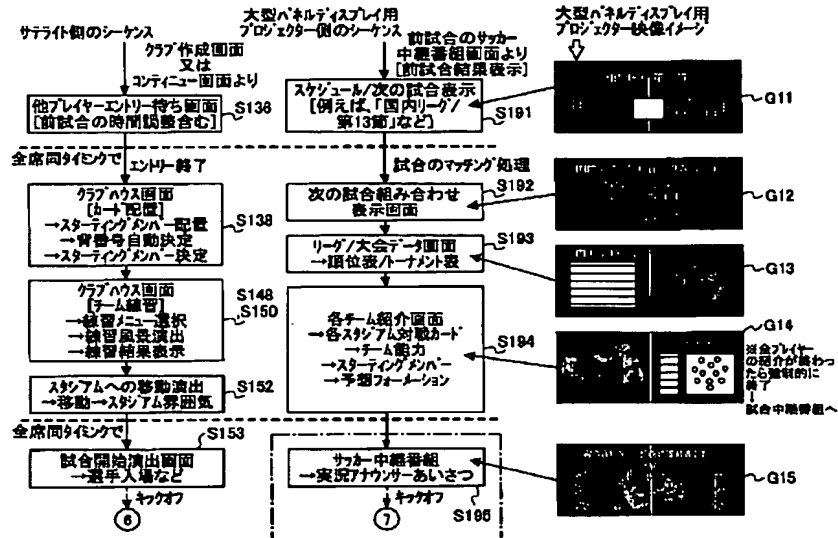 サテライト側のシーケンス
クラブ作成画面
又は
コンティニュー画面より
他プレイヤーエントリー待ち画面
[前試合の時間調整含む]
S136
全席同タイミングで
エントリー終了
クラブハウス画面
[カード配置]
→スターティングメンバー配置
→背番号自動決定
→スターティングメンバー決定
S138
クラブハウス画面
[チーム練習]
→練習メニュー選択
→練習風景演出
→練習結果表示
S148
S150
スタジアムへの移動演出
→移動→スタジアム雰囲気
S152
全席同タイミングで
S153
試合開始演出画面
→選手入場など
キックオフ
6
大型パネルディスプレイ用
プロジェクター側のシーケンス
前試合のサッカー
中継番組画面より
[前試合結果表示]
スケジュール/次の試合表示
[例えば、「国内リーグ/
第13節」など]
S191
試合のマッチング処理
S192
次の試合組み合わせ
表示画面
S193
リーグ/大会データ画面
→順位表/トーナメント表
各チーム紹介画面
→各スタジアム対戦カード
→チーム能力
→スターティングメンバー
→予想フォーメーション
S194
サッカー中継番組
→実況アナウンサーあいさつ
S195
キックオフ
7
大型パネルディスプレイ用
プロジェクター映像イメージ
G11
G12
G13
G14
※全プレイヤー
の紹介が終わっ
たら強制的に
終了
↓
試合中継番組へ
G15